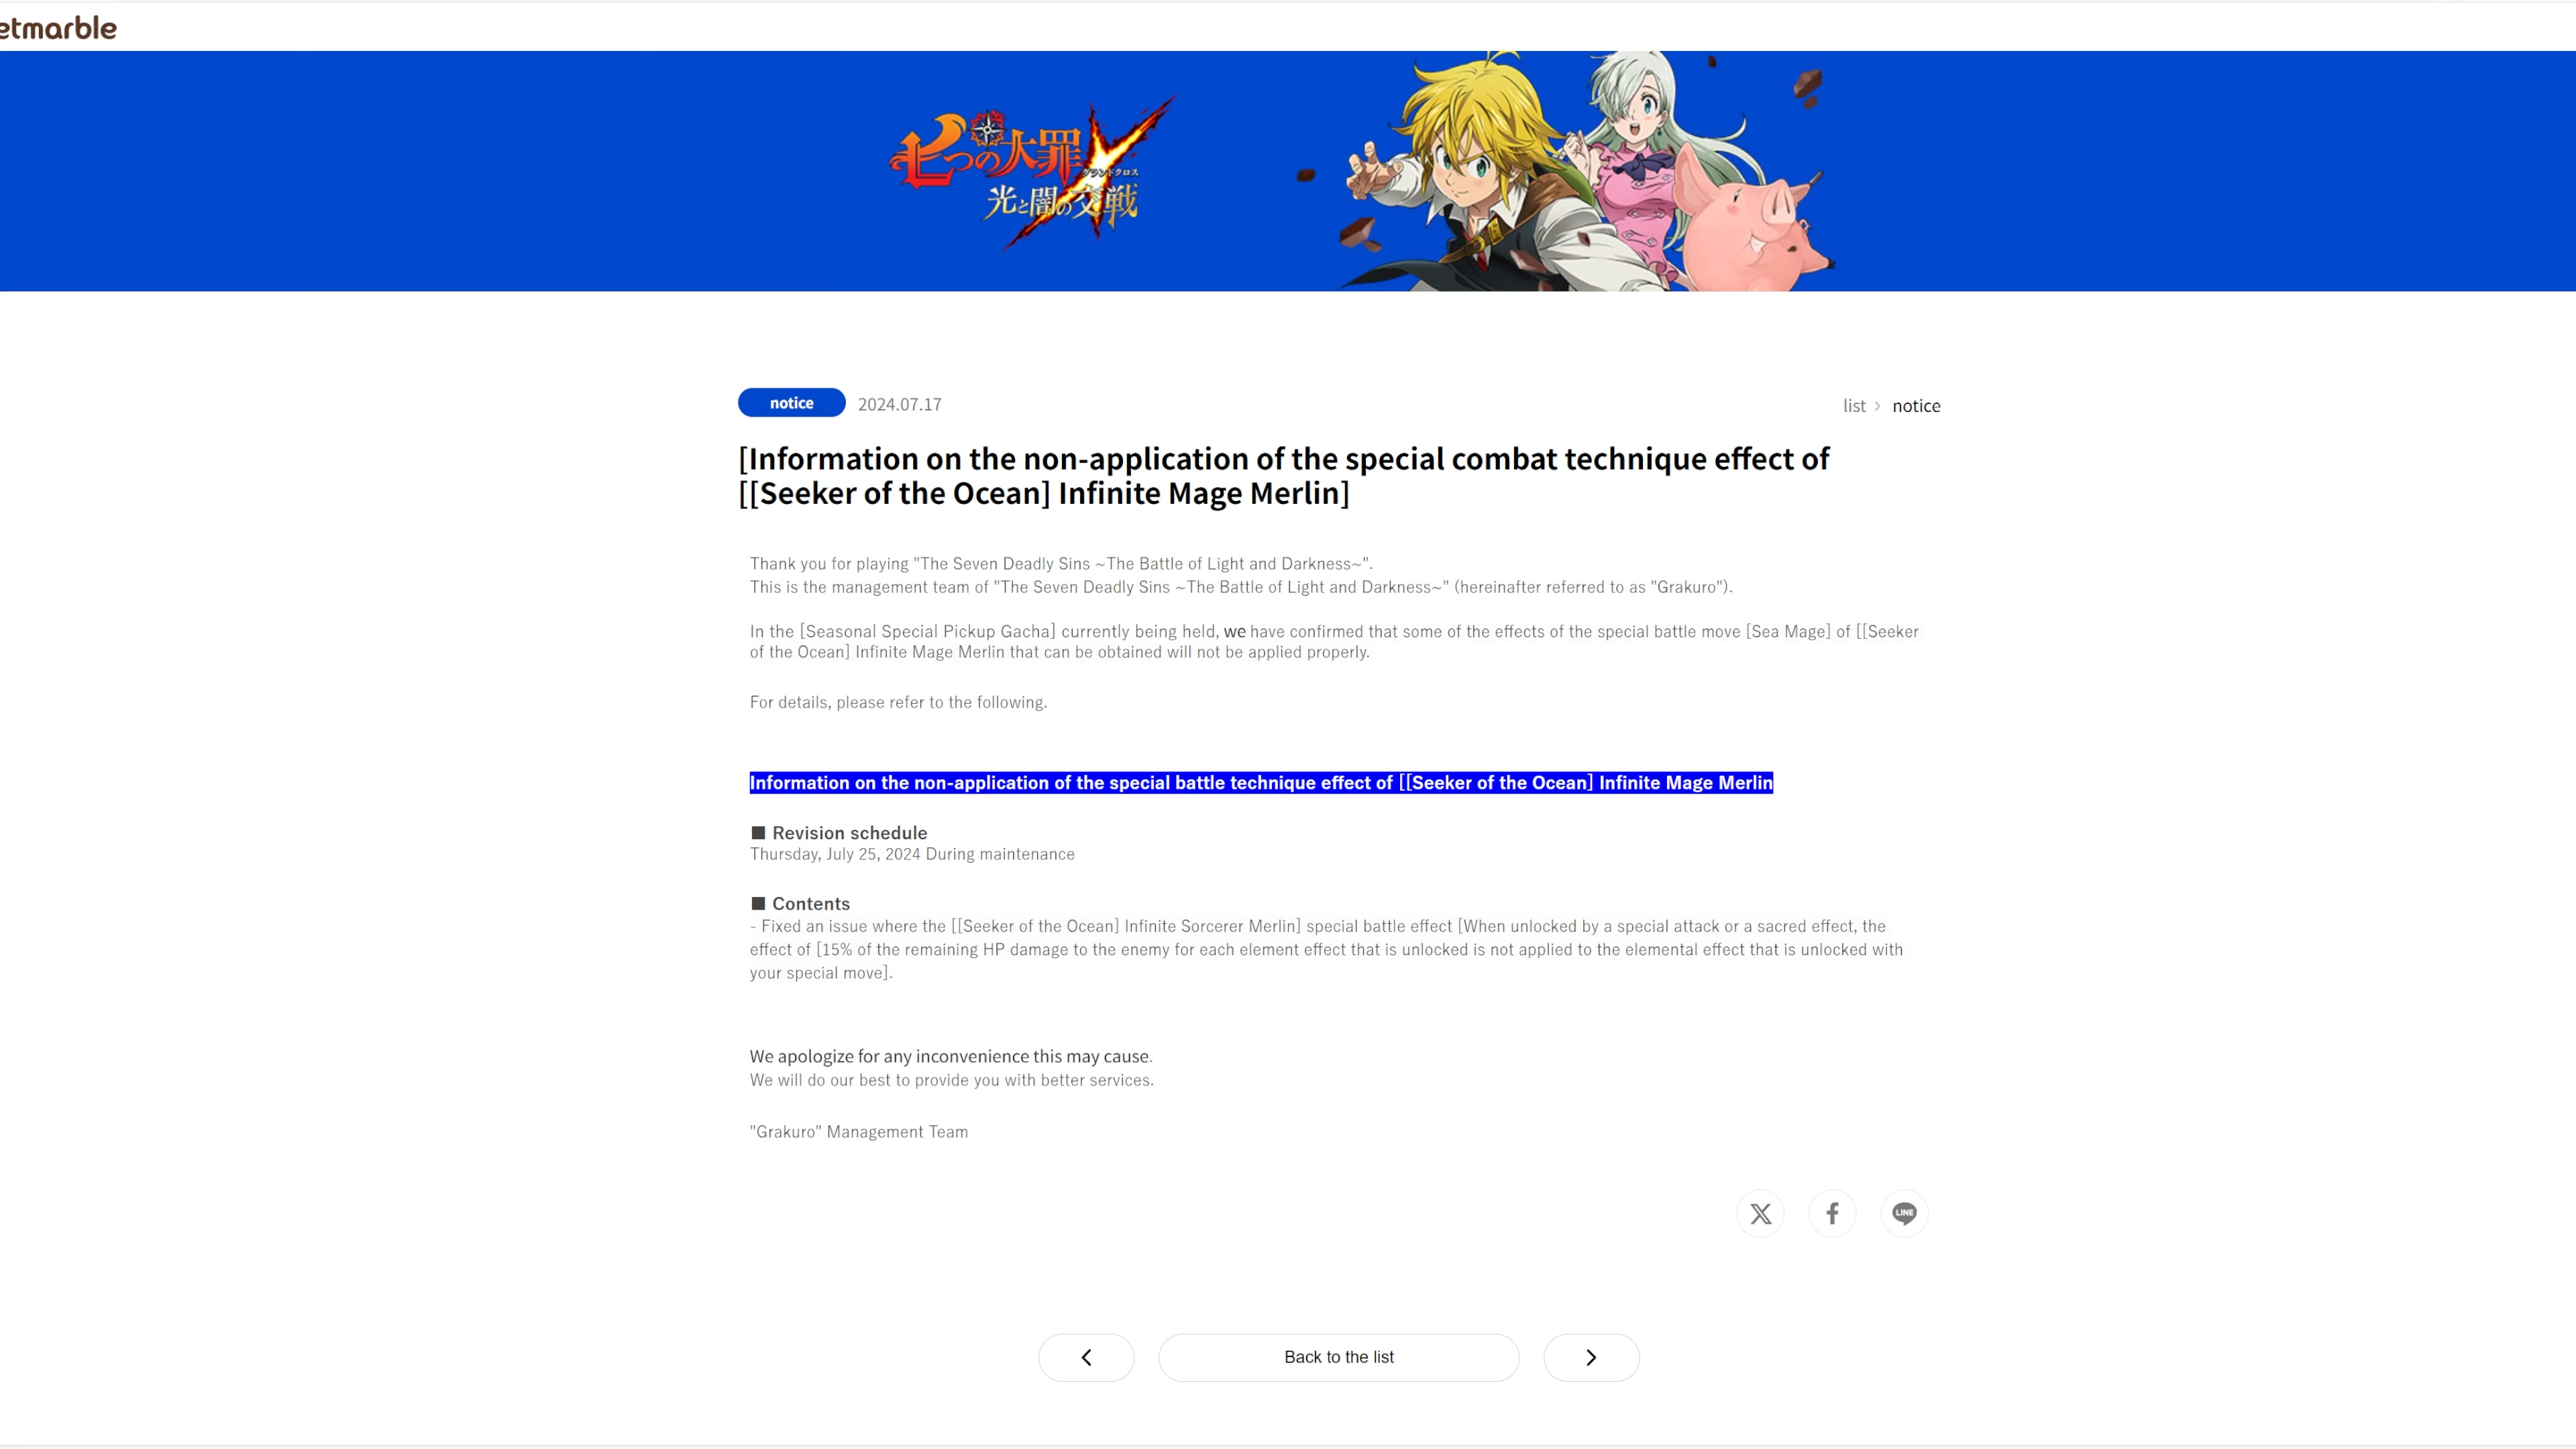 etmarble
七つの大罪
グランドクロス
光と闇の交戦
notice 2024.07.17 list > notice
[Information on the non-application of the special combat technique effect of
[[Seeker of the Ocean] Infinite Mage Merlin]
Thank you for playing "The Seven Deadly Sins ~The Battle of Light and Darkness~".
This is the management team of "The Seven Deadly Sins ~The Battle of Light and Darkness~" (hereinafter referred to as "Grakuro").
In the [Seasonal Special Pickup Gacha] currently being held, we have confirmed that some of the effects of the special battle move [Sea Mage] of [[Seeker
of the Ocean] Infinite Mage Merlin that can be obtained will not be applied properly.
For details, please refer to the following.
Information on the non-application of the special battle technique effect of [[Seeker of the Ocean] Infinite Mage Merlin
■ Revision schedule
Thursday, July 25, 2024 During maintenance
■ Contents
- Fixed an issue where the [[Seeker of the Ocean] Infinite Sorcerer Merlin] special battle effect [When unlocked by a special attack or a sacred effect, the
effect of [15% of the remaining HP damage to the enemy for each element effect that is unlocked is not applied to the elemental effect that is unlocked with
your special move].
We apologize for any inconvenience this may cause.
We will do our best to provide you with better services.
"Grakuro" Management Team
LINE
Back to the list